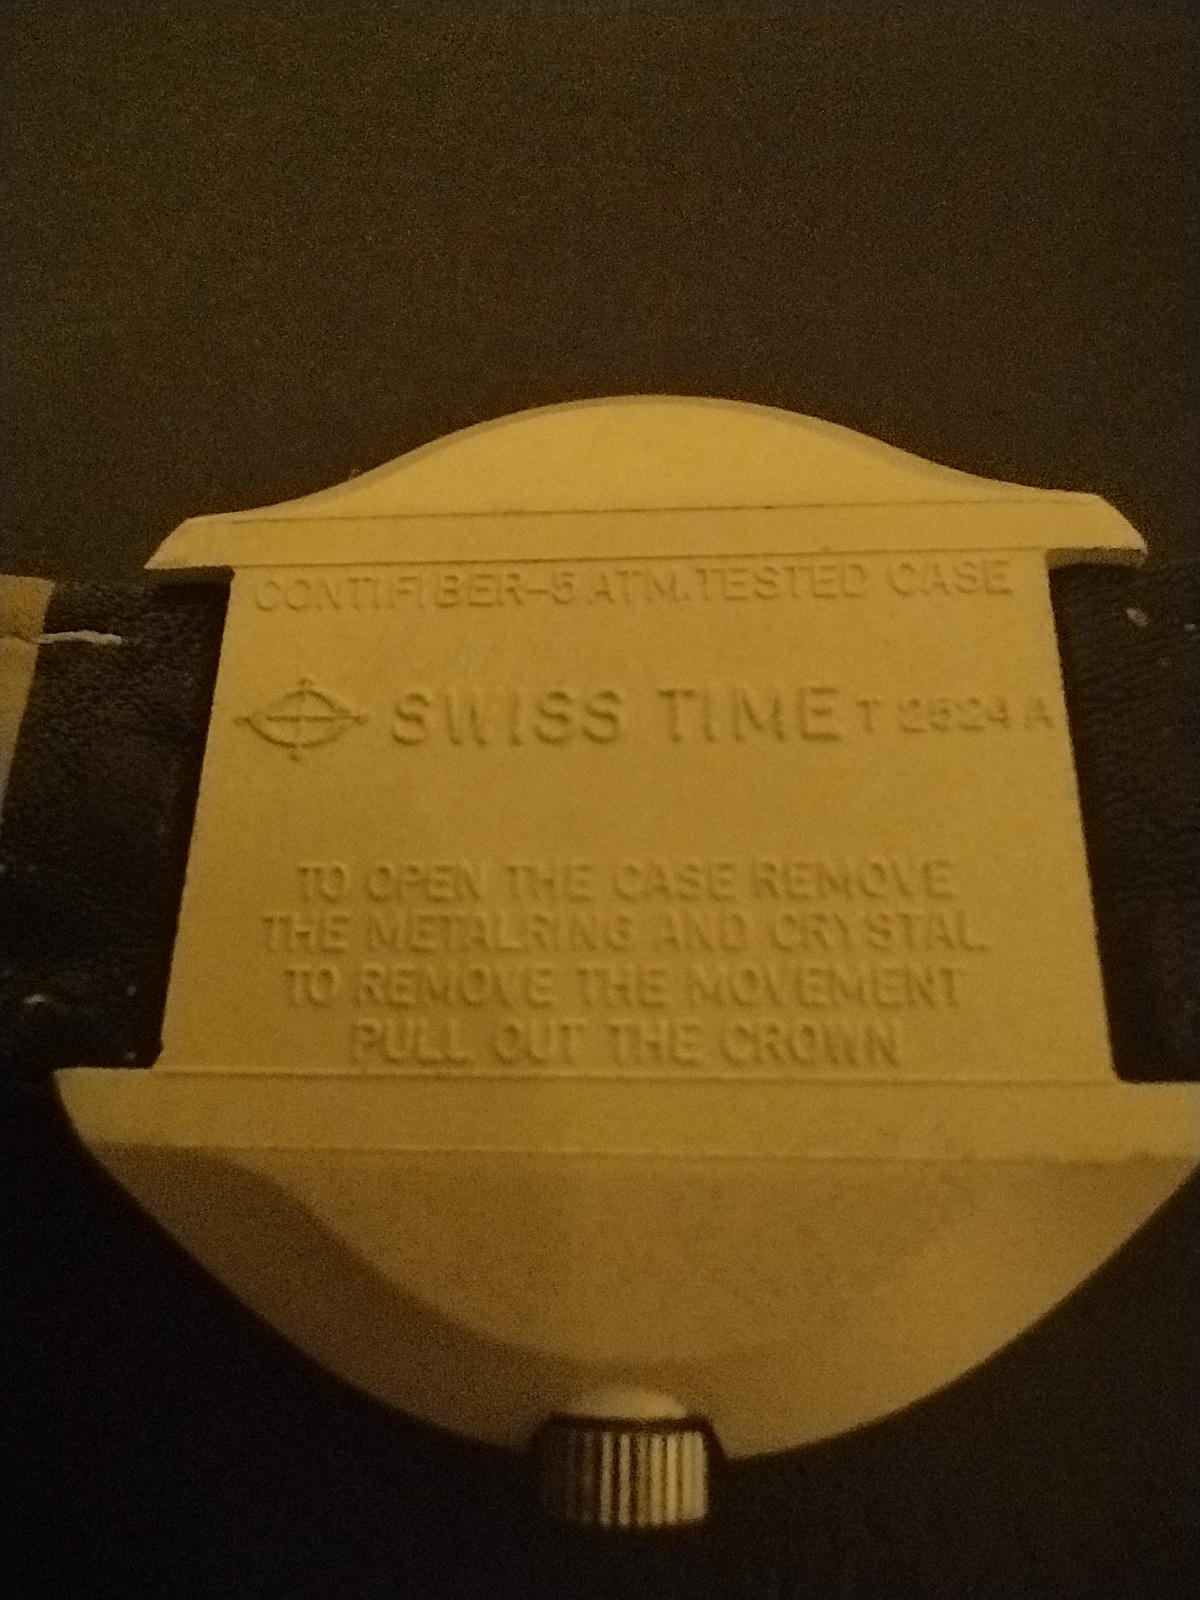 CONTIFIBER-5 ATM. TESTED CASE
SWISS TIME T 2524 A
TO OPEN THE CASE REMOVE
THE METALRING AND CRYSTAL
TO REMOVE THE MOVEMENT
PULL OUT THE CROWN